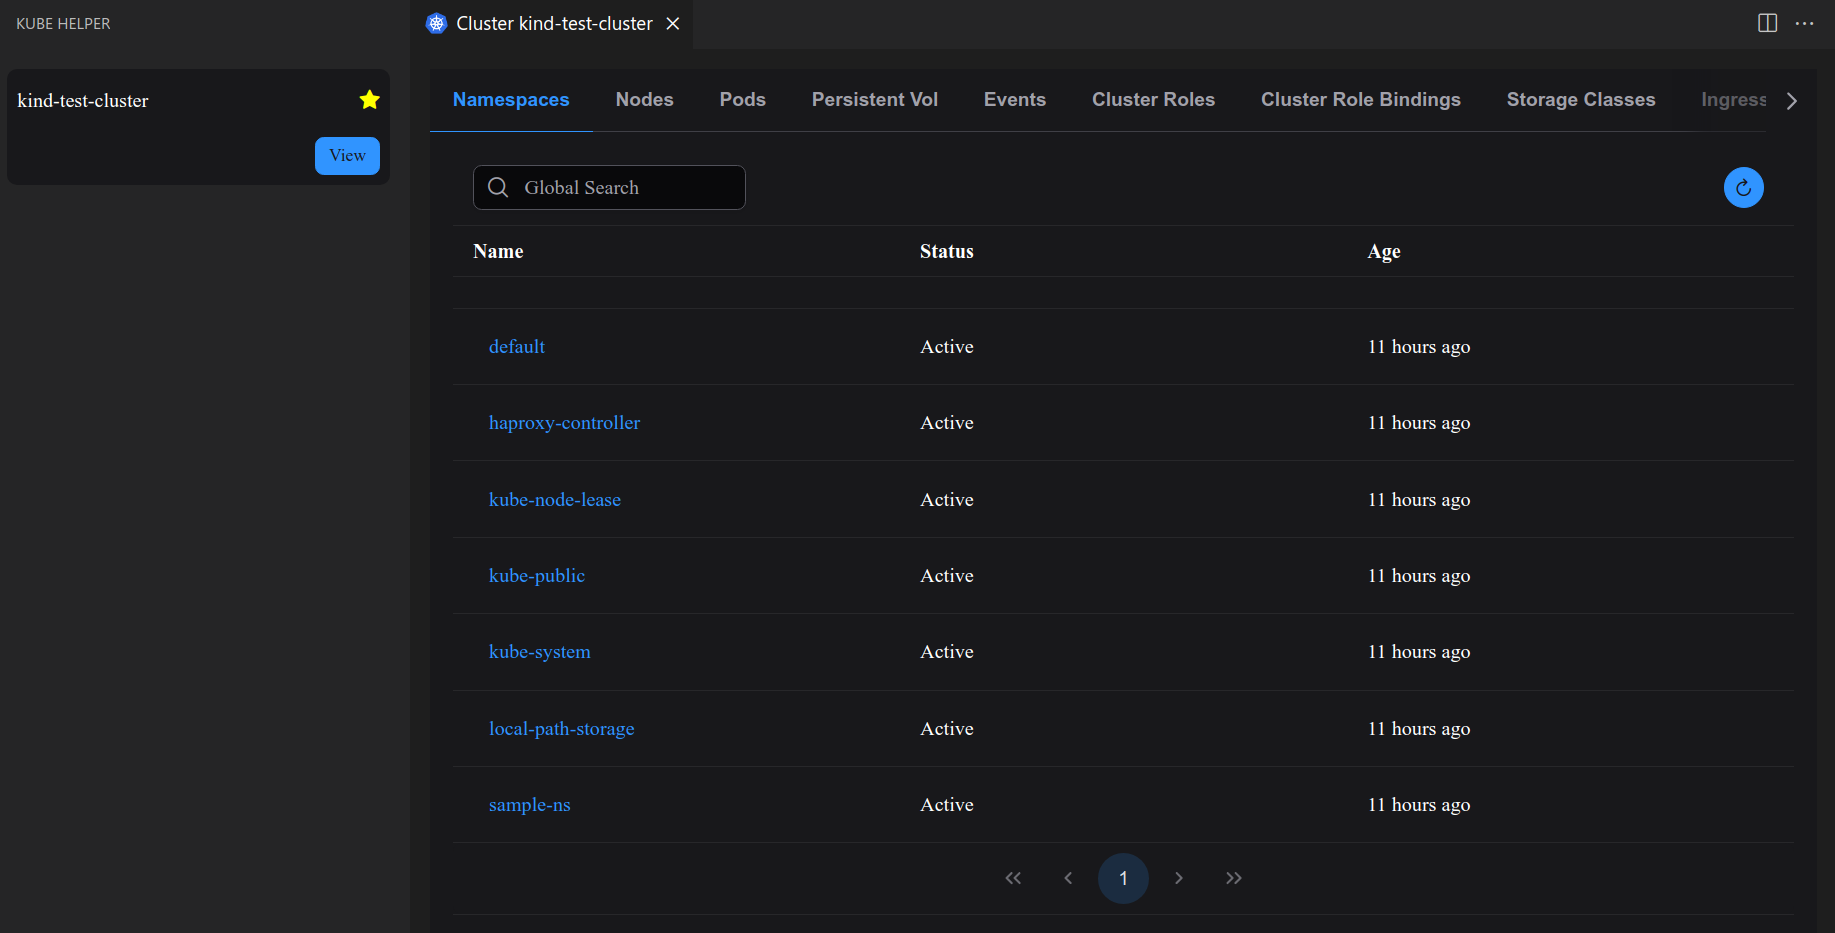 KUBE HELPER
Cluster kind-test-cluster
kind-test-cluster
View
Namespaces Nodes Pods Persistent Vol Events Cluster Roles Cluster Role Bindings Storage Classes Ingress
Global Search
Name Status Age
default Active 11 hours ago
haproxy-controller Active 11 hours ago
kube-node-lease Active 11 hours ago
kube-public Active 11 hours ago
kube-system Active 11 hours ago
local-path-storage Active 11 hours ago
sample-ns Active 11 hours ago
1